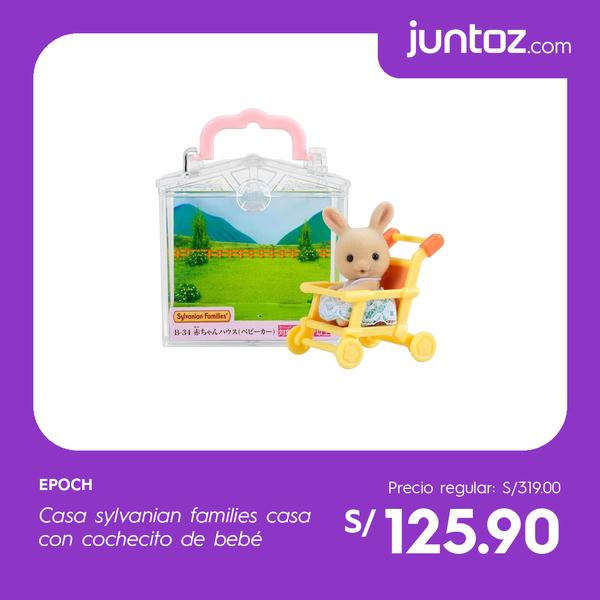 juntoz.com
Sylvanian Families
B-34 赤ちゃんハウス(ベビーカー)
EPOCH
Casa sylvanian families casa
con cochecito de bebé
Precio regular: S/319.00
S/125.90